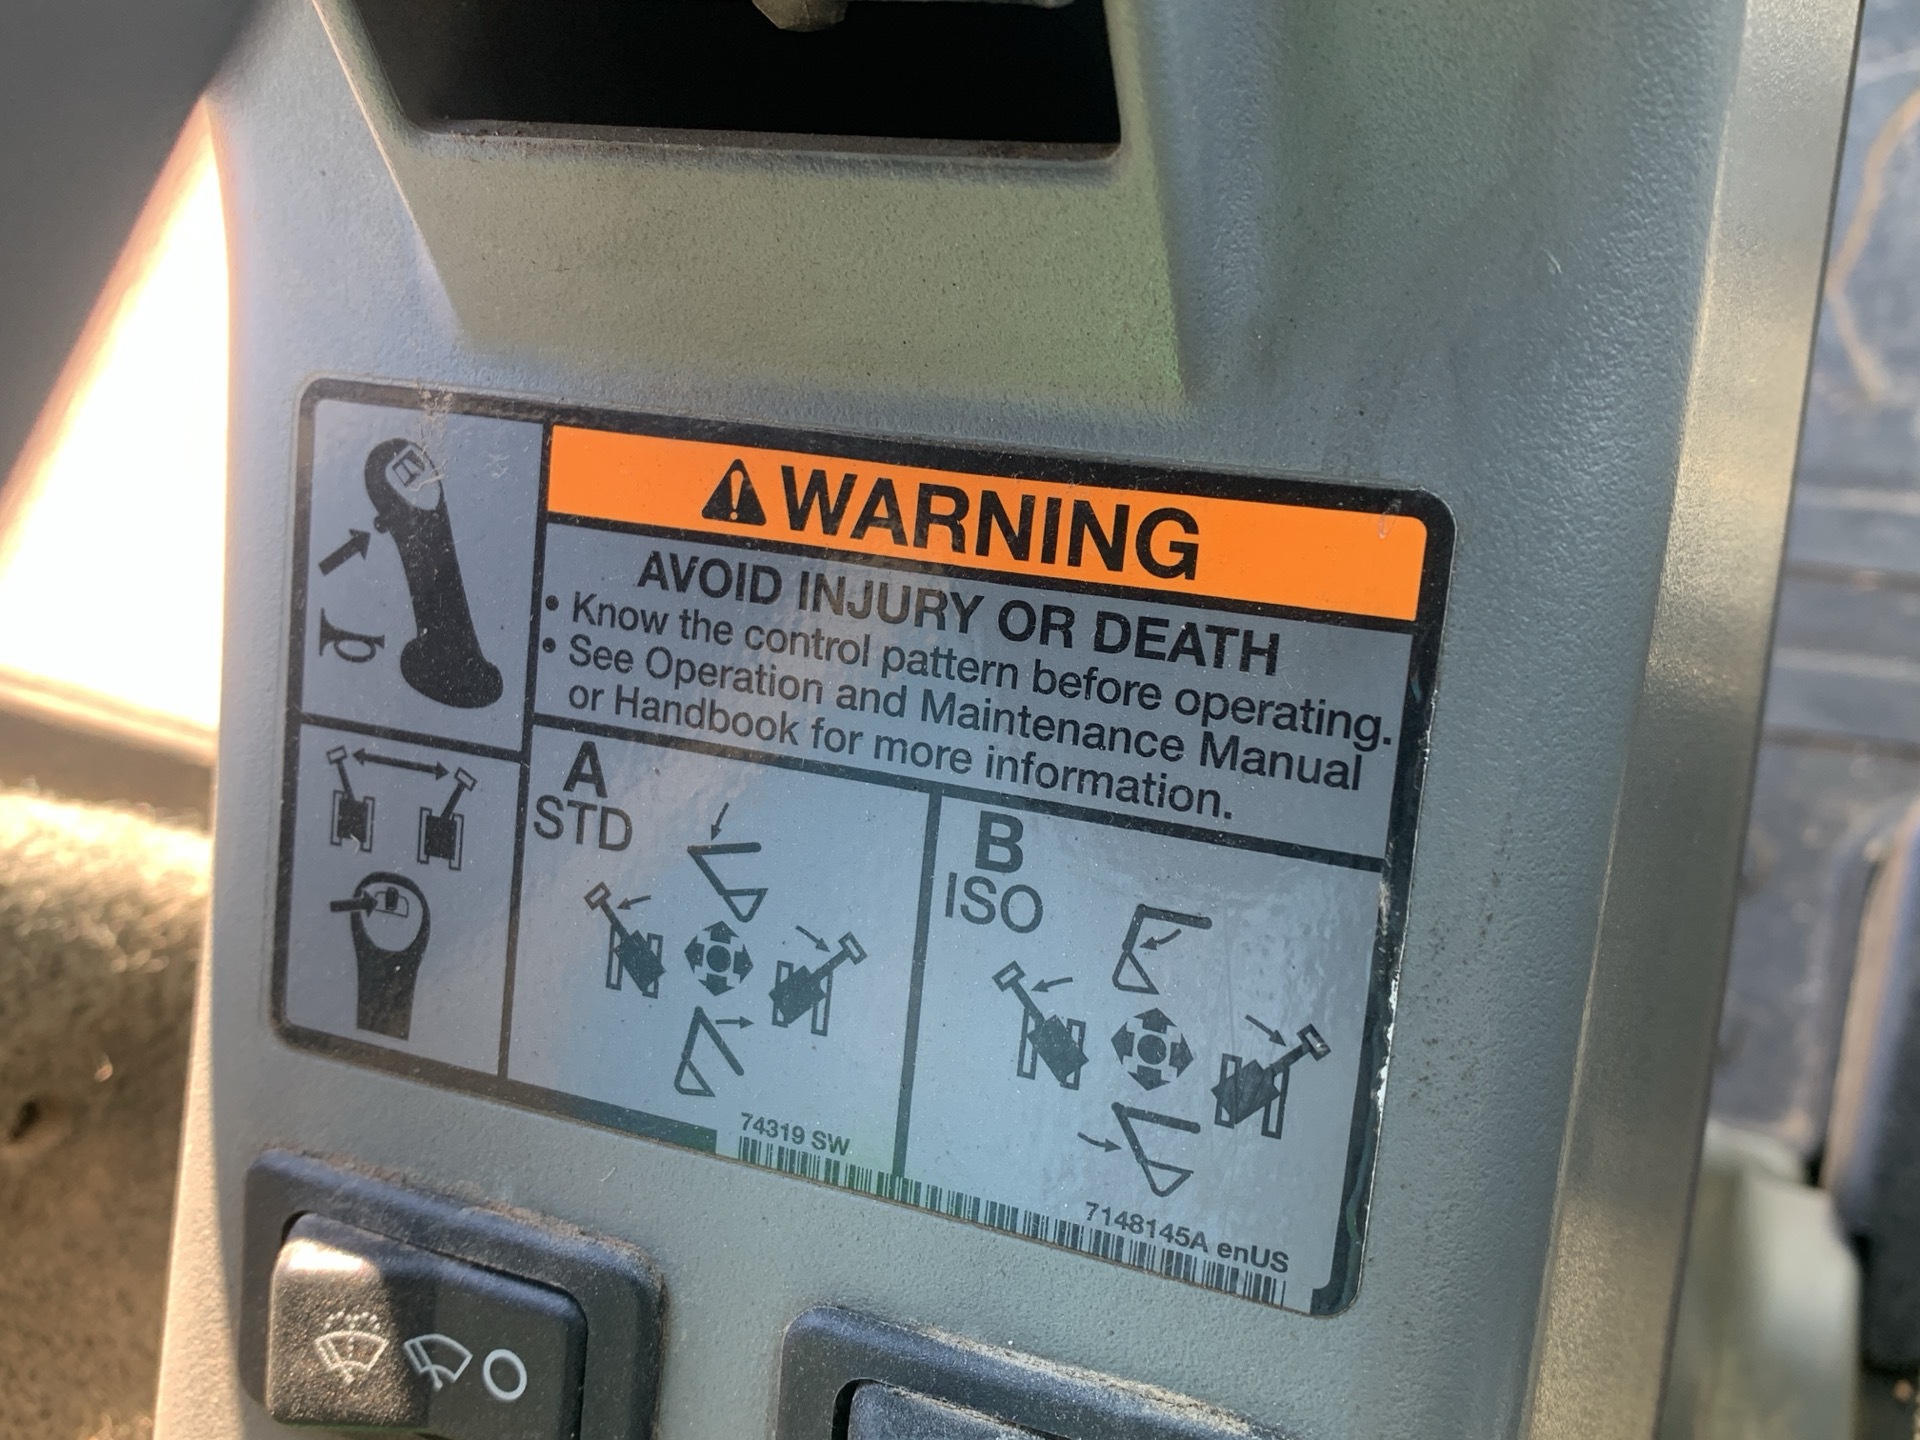 WARNING
AVOID INJURY OR DEATH
• Know the control pattern before operating.
• See Operation and Maintenance Manual
or Handbook for more information.
A
STD
B
ISO
74319 SW
7148145A enUS